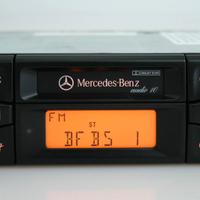 Mercedes-Benz
audio 10
FM
ST
BFBS 1